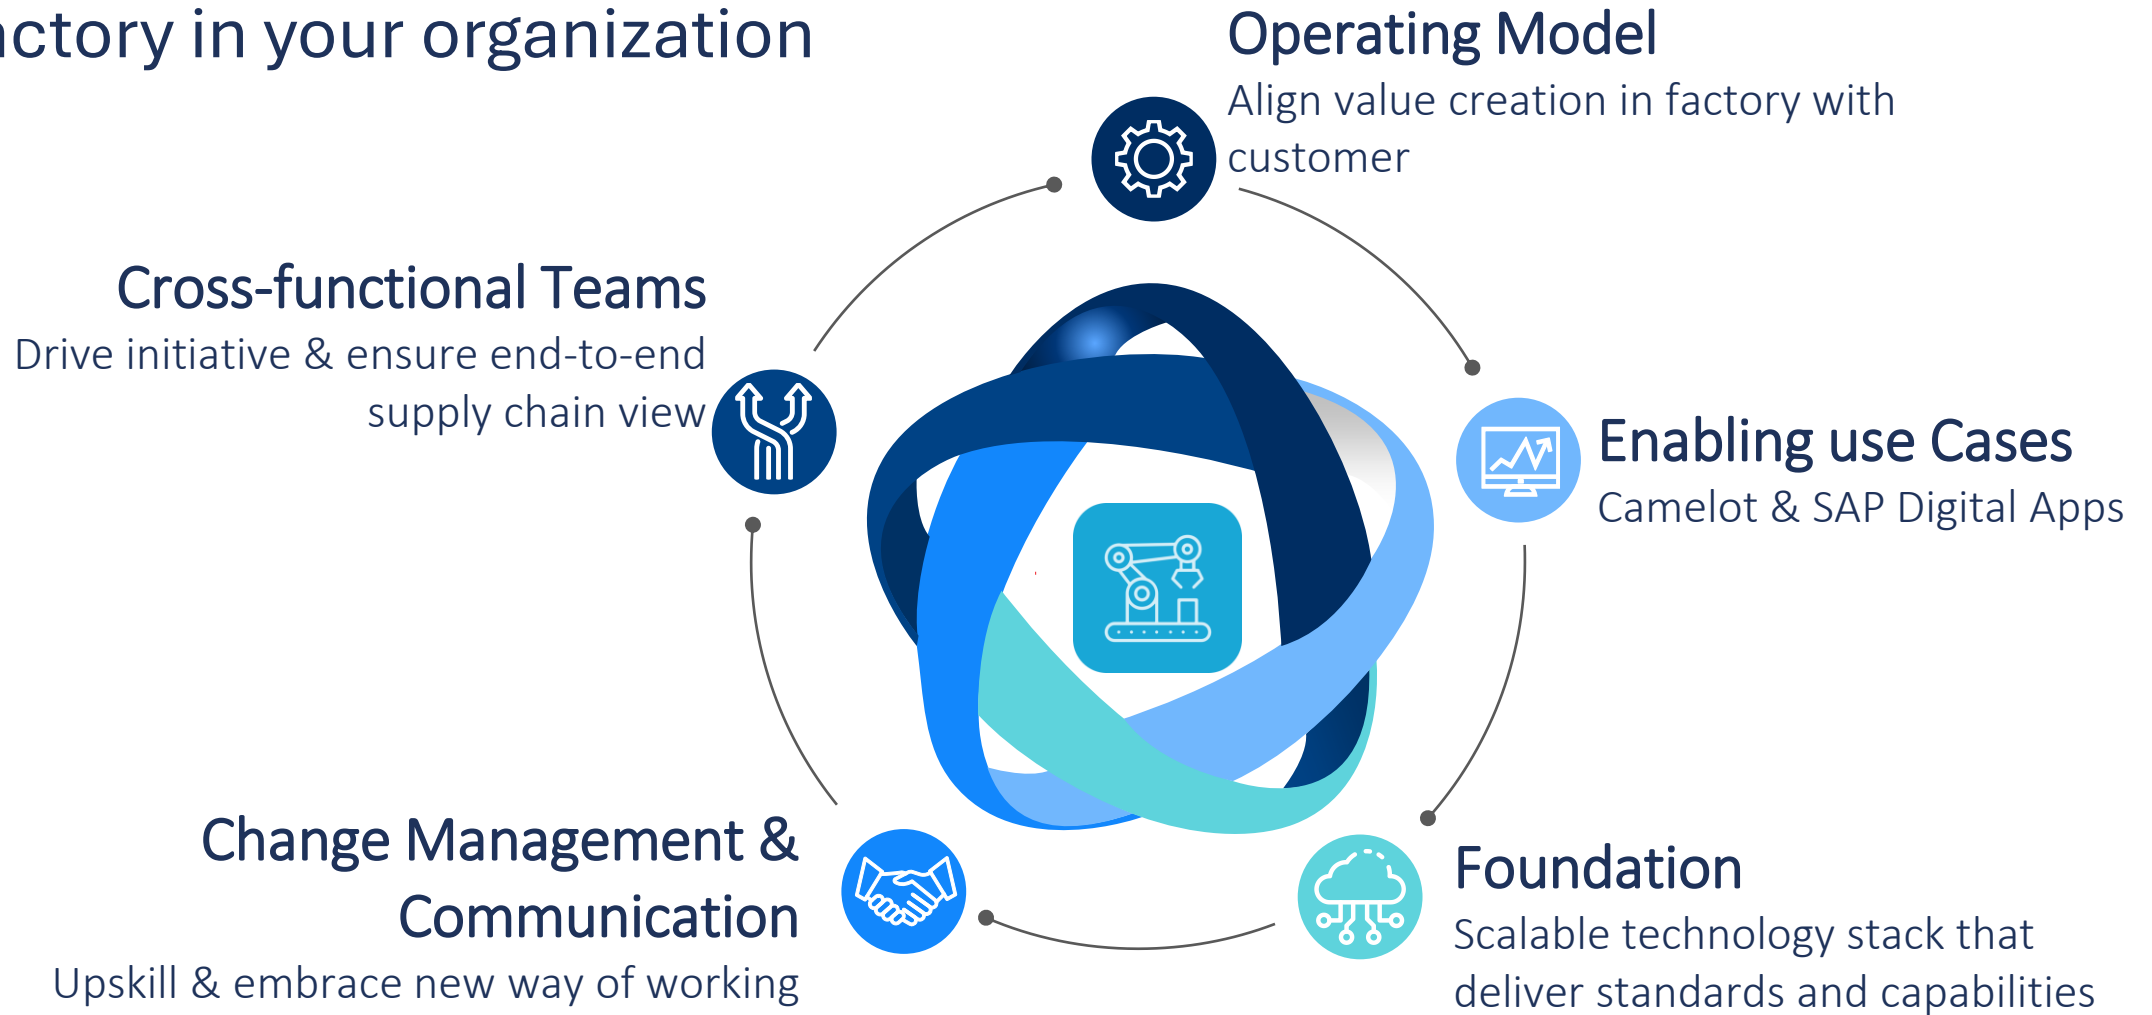 actory in your organization
Operating Model
Align value creation in factory with
customer
Cross-functional Teams
Drive initiative & ensure end-to-end
supply chain view
Enabling use Cases
Camelot & SAP Digital Apps
Change Management &
Communication
Upskill & embrace new way of working
Foundation
Scalable technology stack that
deliver standards and capabilities